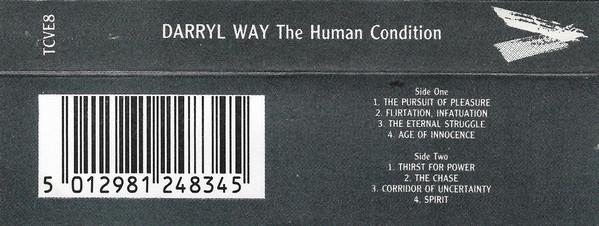 TCVE8
DARRYL WAY The Human Condition
Side One
1. THE PURSUIT OF PLEASURE
2. FLIRTATION, INFATUATION
3. THE ETERNAL STRUGGLE
4. AGE OF INNOCENCE
Side Two
1. THIRST FOR POWER
2. THE CHASE
3. CORRIDOR OF UNCERTAINTY
4. SPIRIT
5 012981 248345